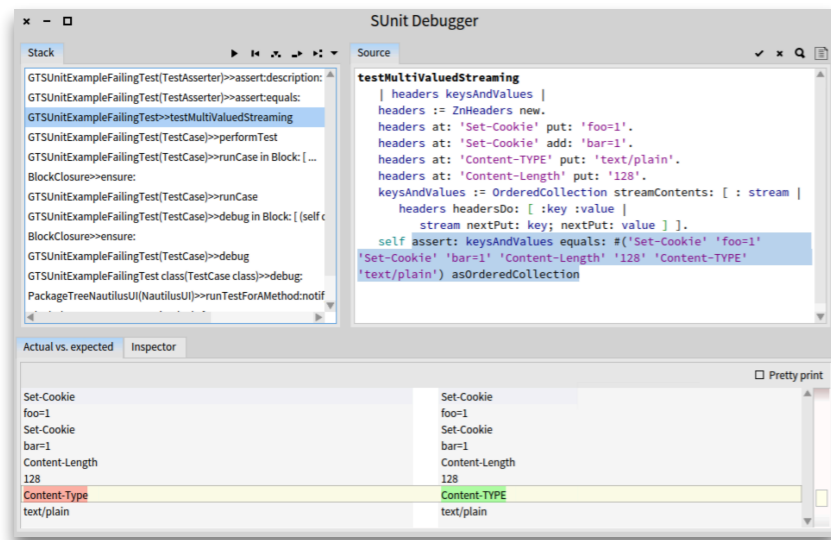 SUnit Debugger
Stack
GTSUnitExampleFailingTest(TestAsserter)>>assert:description:
GTSUnitExampleFailingTest(TestAsserter)>>assert:equals:
GTSUnitExampleFailingTest>>testMultiValuedStreaming
GTSUnitExampleFailingTest(TestCase)>>performTest
GTSUnitExampleFailingTest(TestCase)>>runCase in Block: [ ...
BlockClosure>>ensure:
GTSUnitExampleFailingTest(TestCase)>>runCase
GTSUnitExampleFailingTest(TestCase)>>debug in Block: [ (self c
BlockClosure>>ensure:
GTSUnitExampleFailingTest(TestCase)>>debug
GTSUnitExampleFailingTest class(TestCase class)>>debug:
PackageTreeNautilusUI(NautilusUI)>>runTestForAMethod:notif
Source
testMultiValuedStreaming
| headers keysAndValues |
headers := ZnHeaders new.
headers at: 'Set-Cookie' put: 'foo=1'.
headers at: 'Set-Cookie' add: 'bar=1'.
headers at: 'Content-TYPE' put: 'text/plain'.
headers at: 'Content-Length' put: '128'.
keysAndValues := OrderedCollection streamContents: [ : stream |
headers headersDo: [ :key :value |
stream nextPut: key; nextPut: value ] ].
self assert: keysAndValues equals: #('Set-Cookie' 'foo=1'
'Set-Cookie' 'bar=1' 'Content-Length' '128' 'Content-TYPE'
'text/plain') asOrderedCollection
Actual vs. expected Inspector
Pretty print
Set-Cookie Set-Cookie
foo=1 foo=1
Set-Cookie Set-Cookie
bar=1 bar=1
Content-Length Content-Length
128 128
Content-Type Content-TYPE
text/plain text/plain